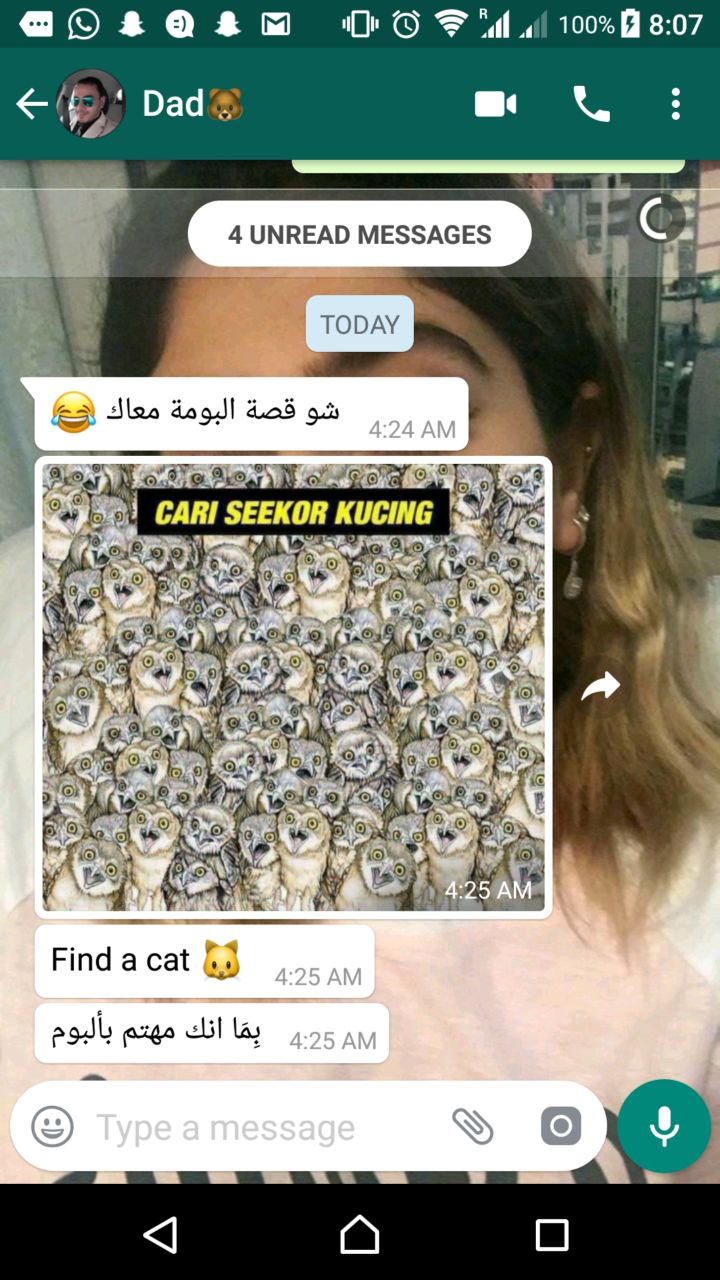 R
100%
8:07
Dad🐻
4 UNREAD MESSAGES
TODAY
شو قصة البومة معاك 😂
4:24 AM
CARI SEEKOR KUCING
4:25 AM
Find a cat 🐱
4:25 AM
بِمَا انك مهتم بألبوم
4:25 AM
Type a message